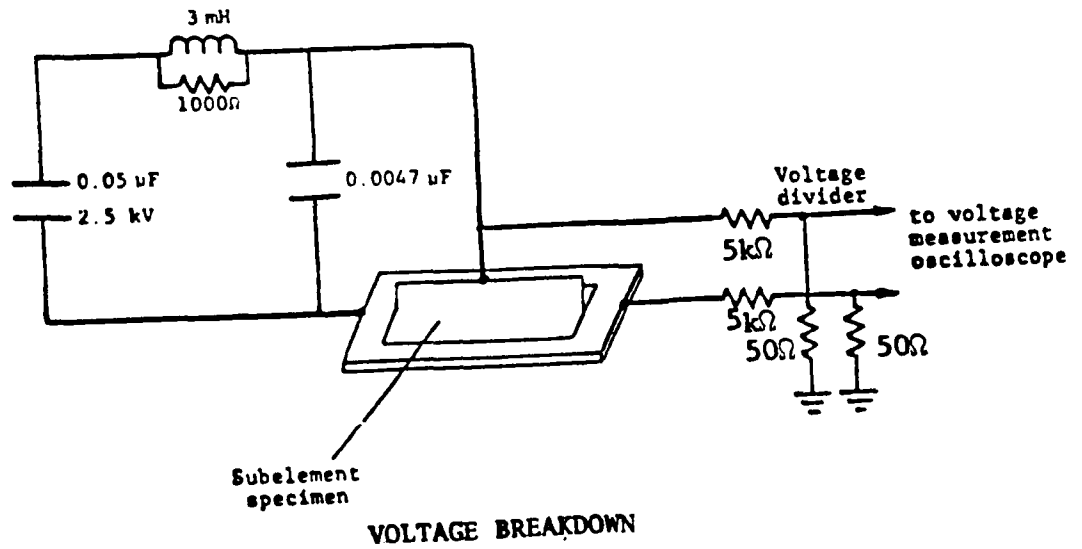 3 mH
1000Ω
0.05 µF
2.5 kV
0.0047 µF
Voltage
divider
to voltage
measurement
oscilloscope
5kΩ
5kΩ
50Ω
50Ω
Subelement
specimen
VOLTAGE BREAKDOWN